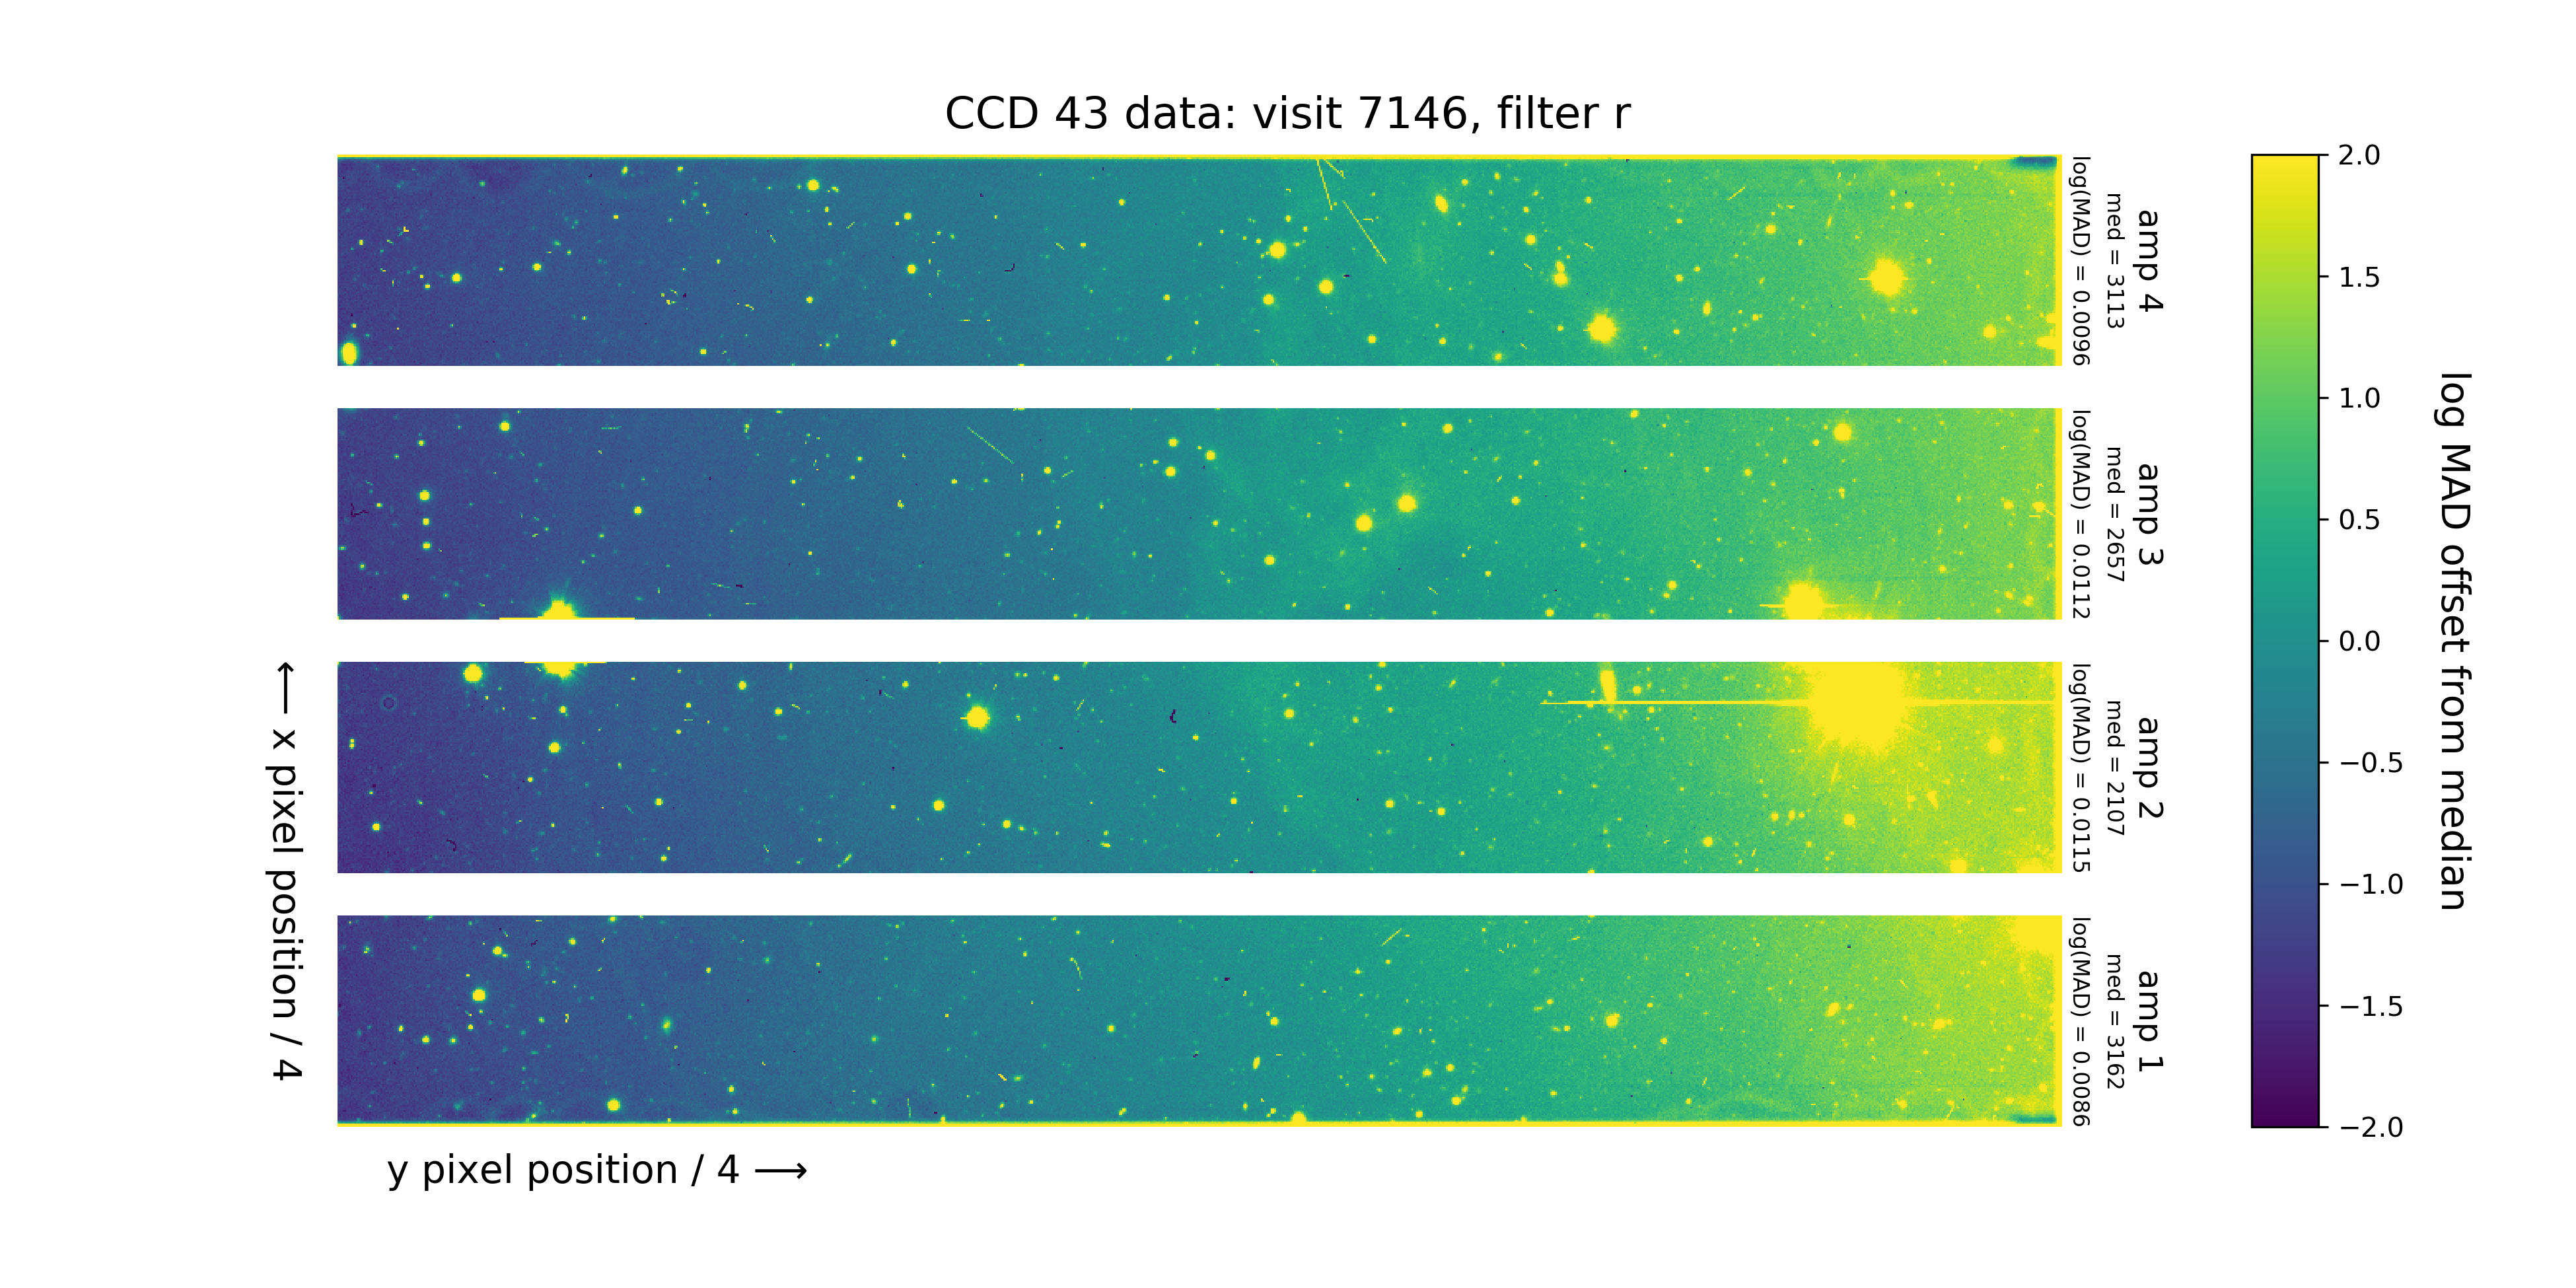 CCD 43 data: visit 7146, filter r
amp 4
med = 3113
log(MAD) = 0.0096
amp 3
med = 2657
log(MAD) = 0.0112
amp 2
med = 2107
log(MAD) = 0.0115
amp 1
med = 3162
log(MAD) = 0.0086
⟵ x pixel position / 4
y pixel position / 4 ⟶
2.0
1.5
1.0
0.5
0.0
−0.5
−1.0
−1.5
−2.0
log MAD offset from median